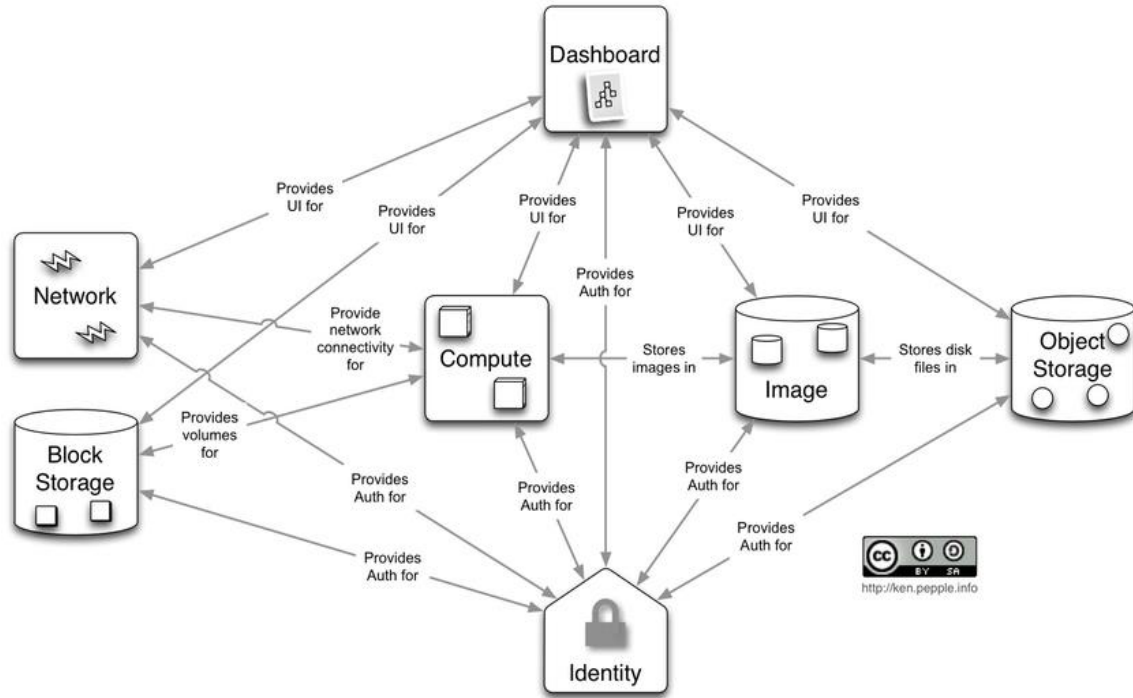 Dashboard
Provides
UI for
Provides
UI for
Provides
UI for
Provides
UI for
Provides
UI for
Provides
Auth for
Network
Provide
network
connectivity
for
Compute
Stores
images in
Image
Stores disk
files in
Object
Storage
Block
Storage
Provides
volumes
for
Provides
Auth for
Provides
Auth for
Provides
Auth for
Provides
Auth for
Provides
Auth for
Identity
cc
BY SA
http://ken.pepple.info